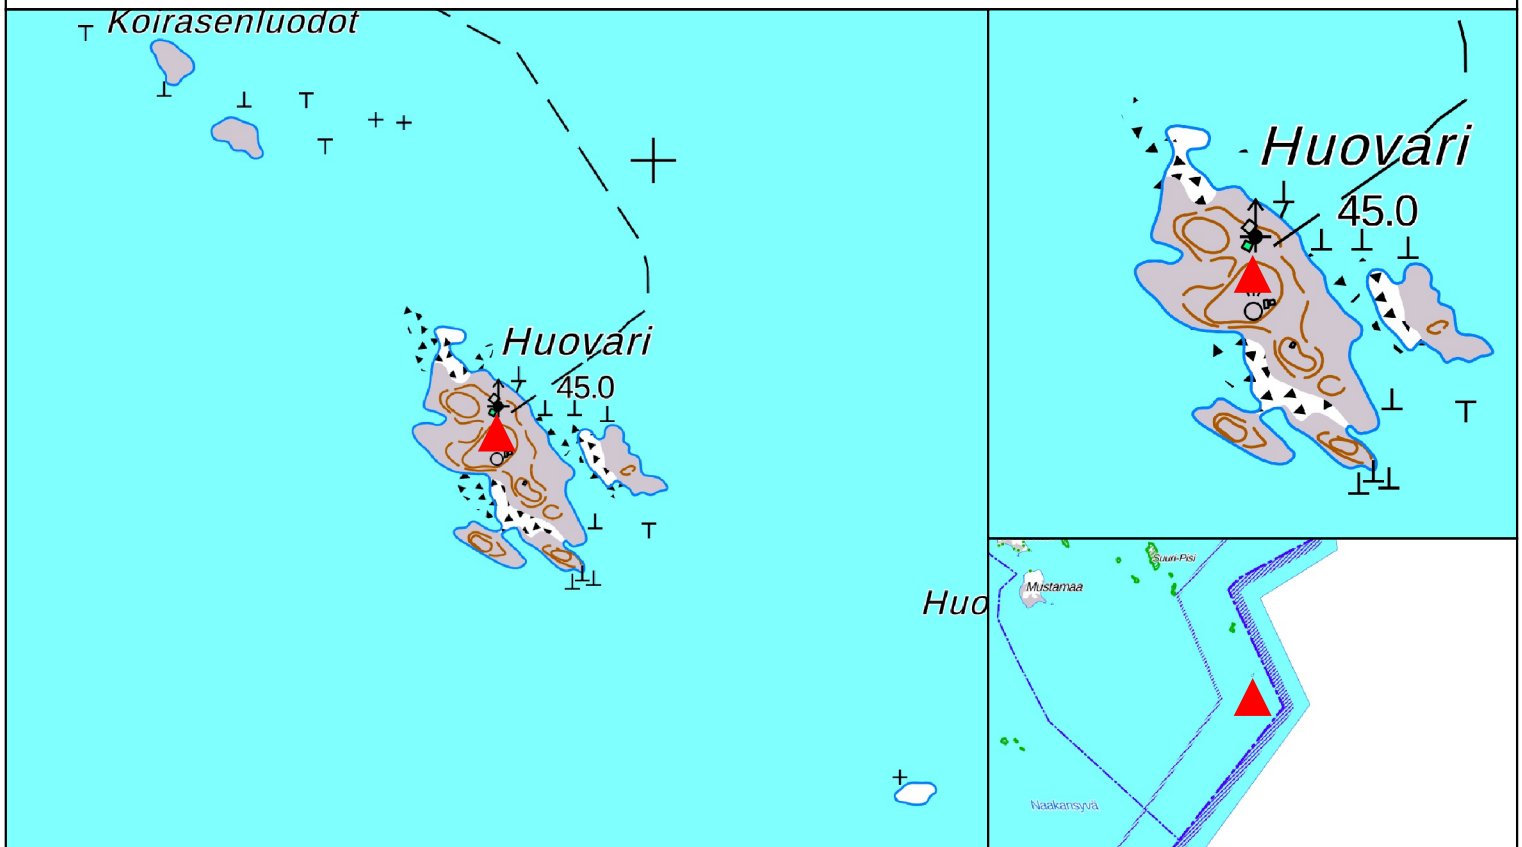 Koirasenluodot
Huovari
45.0
Huo
Huovari
45.0
Suuri-Pisi
Mustamaa
Naakansyvä